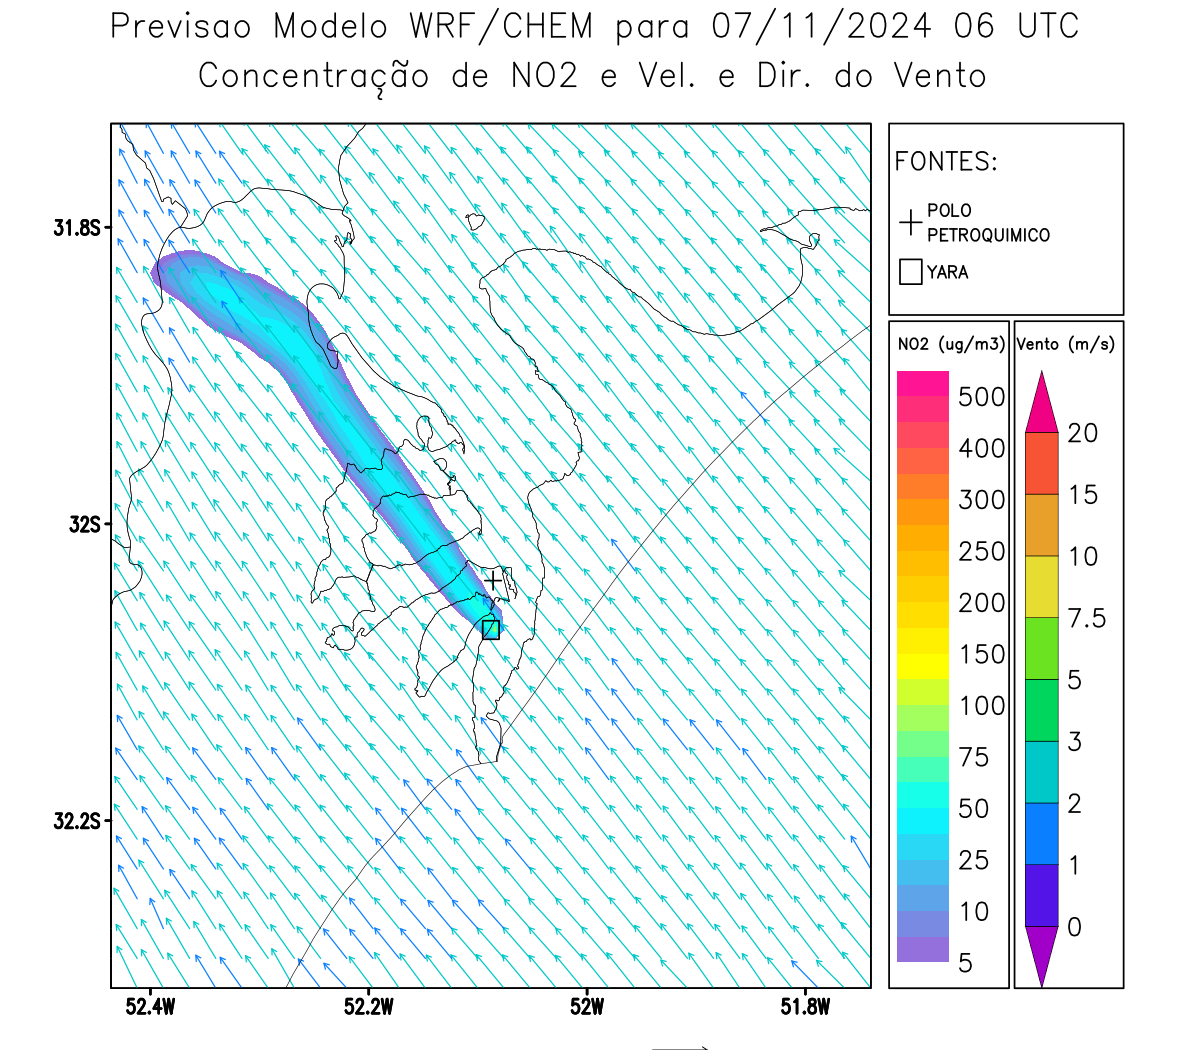 Previsao Modelo WRF/CHEM para 07/11/2024 06 UTC
Concentração de NO2 e Vel. e Dir. do Vento
FONTES:
POLO
PETROQUIMICO
YARA
NO2 (ug/m3)
500
400
300
250
200
150
100
75
50
25
10
5
Vento (m/s)
20
15
10
7.5
5
3
2
1
0
31.8S
32S
32.2S
52.4W
52.2W
52W
51.8W